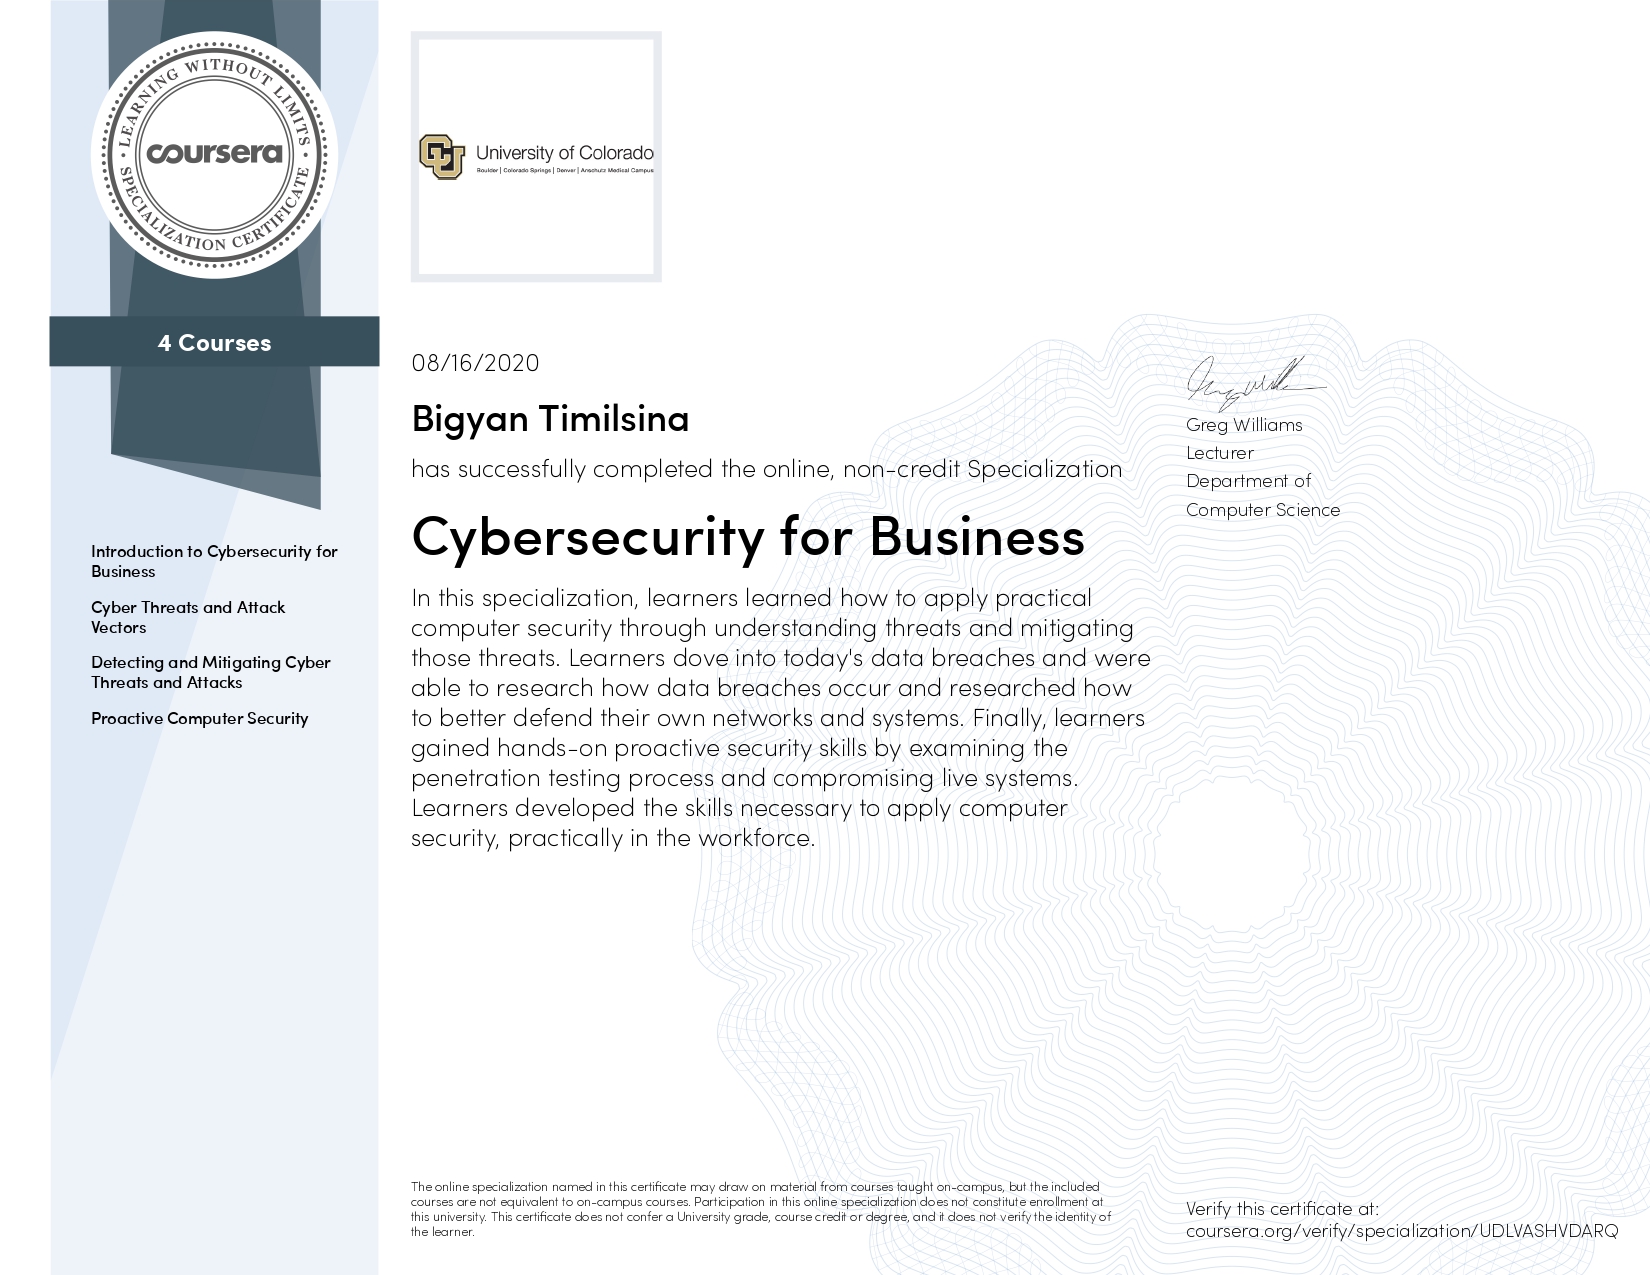 LEARNING WITHOUT LIMITS
coursera
SPECIALIZATION CERTIFICATE
4 Courses
Introduction to Cybersecurity for
Business
Cyber Threats and Attack
Vectors
Detecting and Mitigating Cyber
Threats and Attacks
Proactive Computer Security
CU
University of Colorado
Boulder | Colorado Springs | Denver | Anschutz Medical Campus
08/16/2020
Bigyan Timilsina
has successfully completed the online, non-credit Specialization
Cybersecurity for Business
In this specialization, learners learned how to apply practical
computer security through understanding threats and mitigating
those threats. Learners dove into today's data breaches and were
able to research how data breaches occur and researched how
to better defend their own networks and systems. Finally, learners
gained hands-on proactive security skills by examining the
penetration testing process and compromising live systems.
Learners developed the skills necessary to apply computer
security, practically in the workforce.
Greg Williams
Lecturer
Department of
Computer Science
The online specialization named in this certificate may draw on material from courses taught on-campus, but the included
courses are not equivalent to on-campus courses. Participation in this online specialization does not constitute enrollment at
this university. This certificate does not confer a University grade, course credit or degree, and it does not verify the identity of
the learner.
Verify this certificate at:
coursera.org/verify/specialization/UDLVASHVDARQ